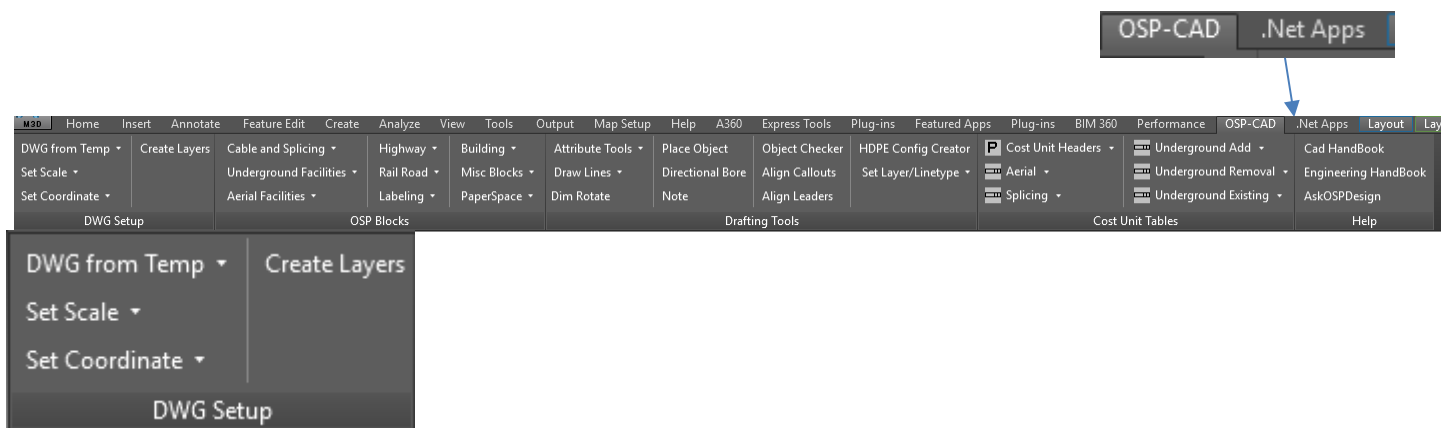 OSP-CAD .Net Apps
M3D Home Insert Annotate Feature Edit Create Analyze View Tools Output Map Setup Help A360 Express Tools Plug-ins Featured Apps Plug-ins BIM 360 Performance OSP-CAD .Net Apps Layout Lay
DWG from Temp Create Layers Cable and Splicing Highway Building Attribute Tools Place Object Object Checker HDPE Config Creator P Cost Unit Headers Underground Add Cad HandBook
Set Scale Underground Facilities Rail Road Misc Blocks Draw Lines Directional Bore Align Callouts Set Layer/Linetype Aerial Underground Removal Engineering HandBook
Set Coordinate Aerial Facilities Labeling PaperSpace Dim Rotate Note Align Leaders Splicing Underground Existing AskOSPDesign
DWG Setup OSP Blocks Drafting Tools Cost Unit Tables Help
DWG from Temp Create Layers
Set Scale
Set Coordinate
DWG Setup